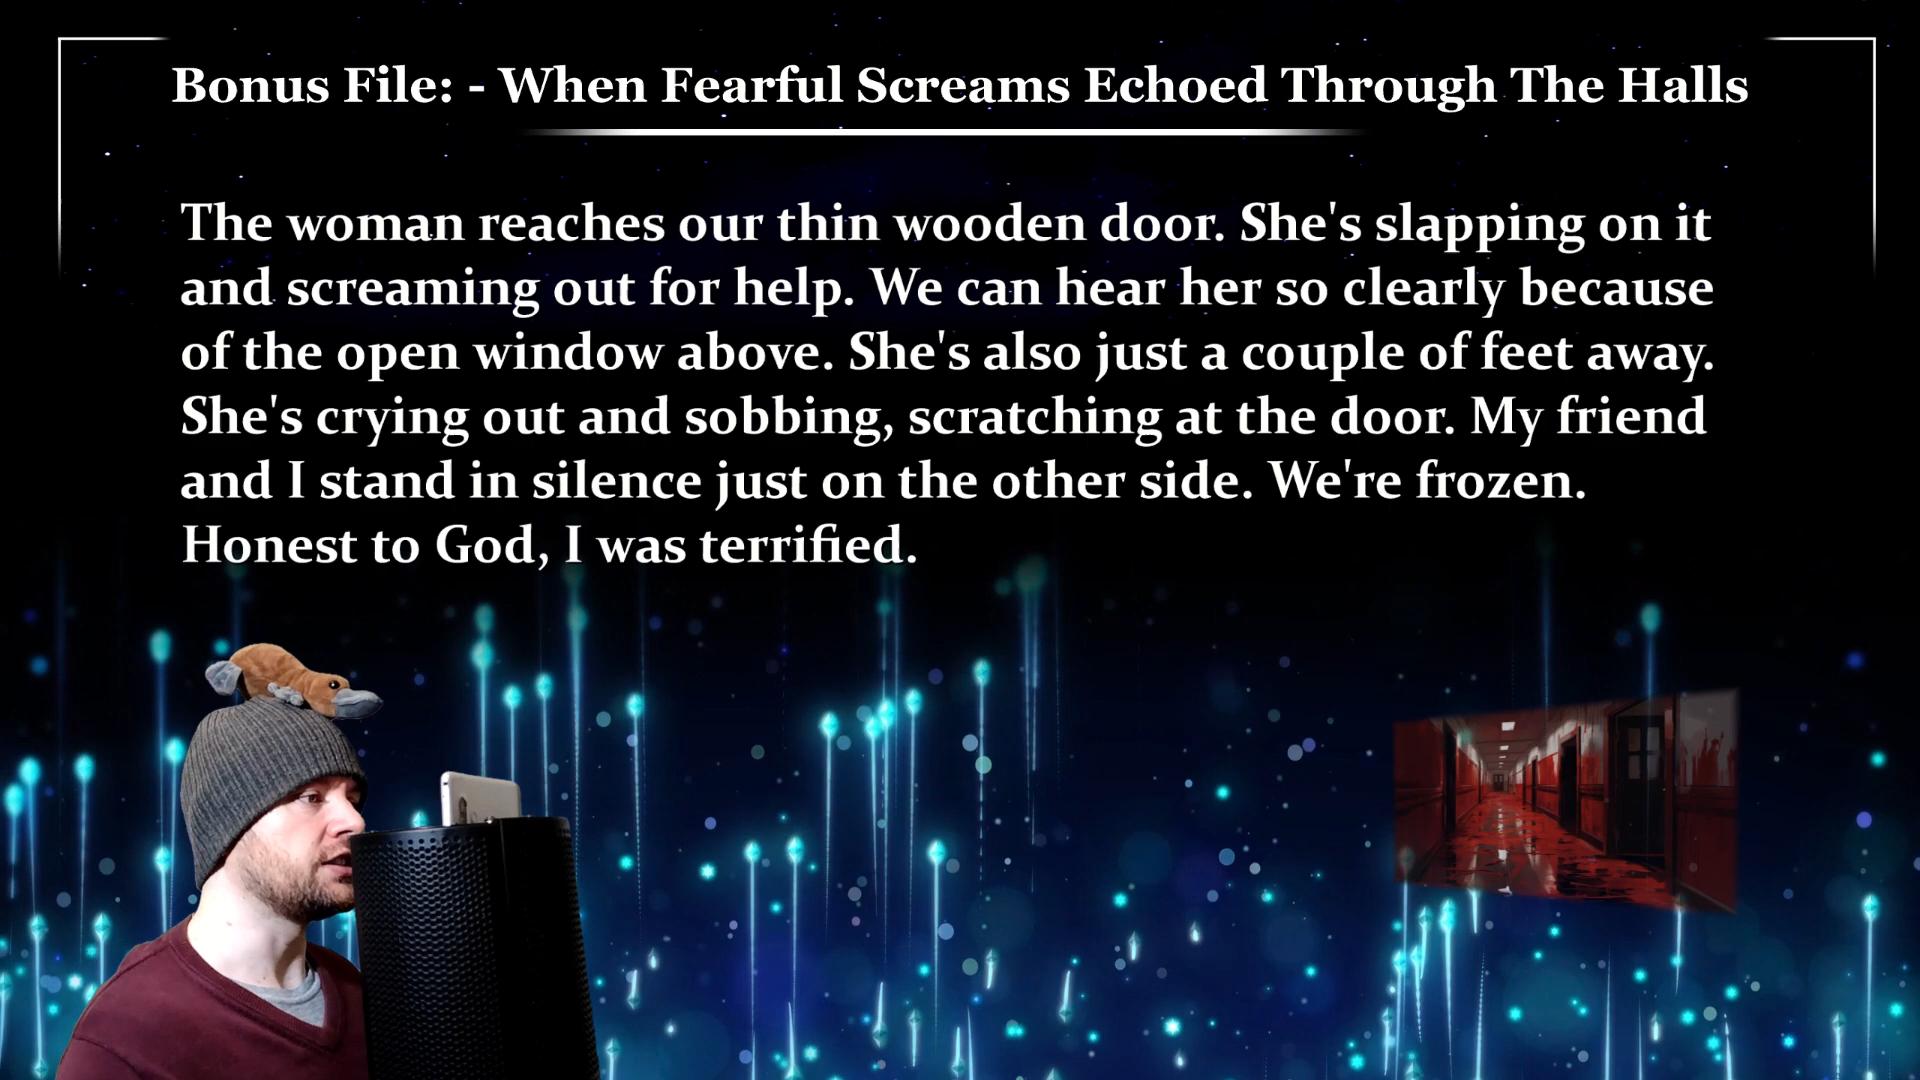 Bonus File: - When Fearful Screams Echoed Through The Halls
The woman reaches our thin wooden door. She's slapping on it
and screaming out for help. We can hear her so clearly because
of the open window above. She's also just a couple of feet away.
She's crying out and sobbing, scratching at the door. My friend
and I stand in silence just on the other side. We're frozen.
Honest to God, I was terrified.